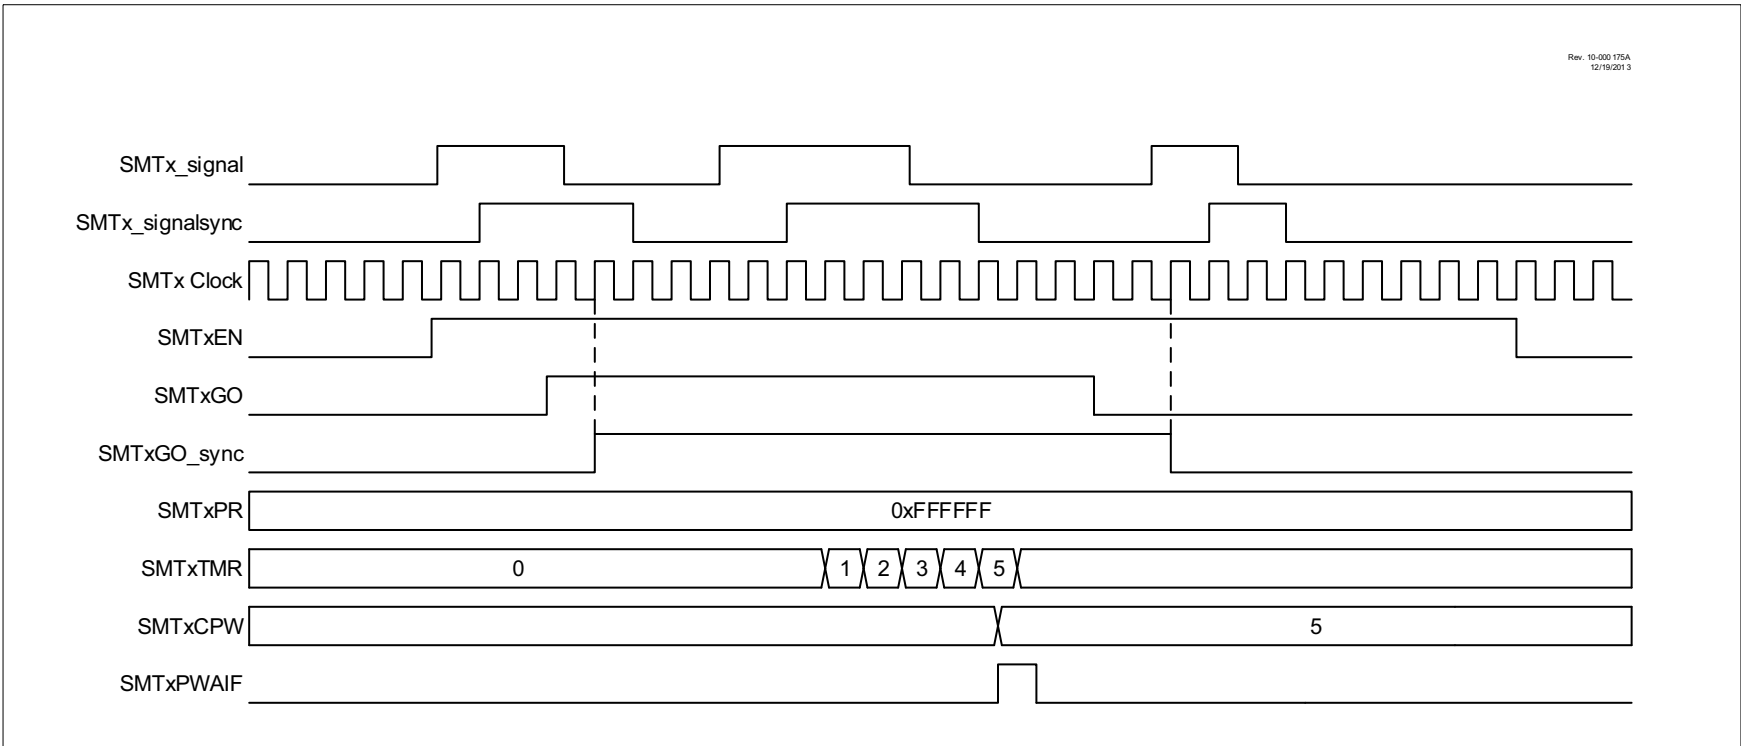 Rev. 10-000 175A
12/19/201 3
SMTx_signal
SMTx_signalsync
SMTx Clock
SMTxEN
SMTxGO
SMTxGO_sync
SMTxPR 0xFFFFFF
SMTxTMR 0 1 2 3 4 5
SMTxCPW 5
SMTxPWAIF